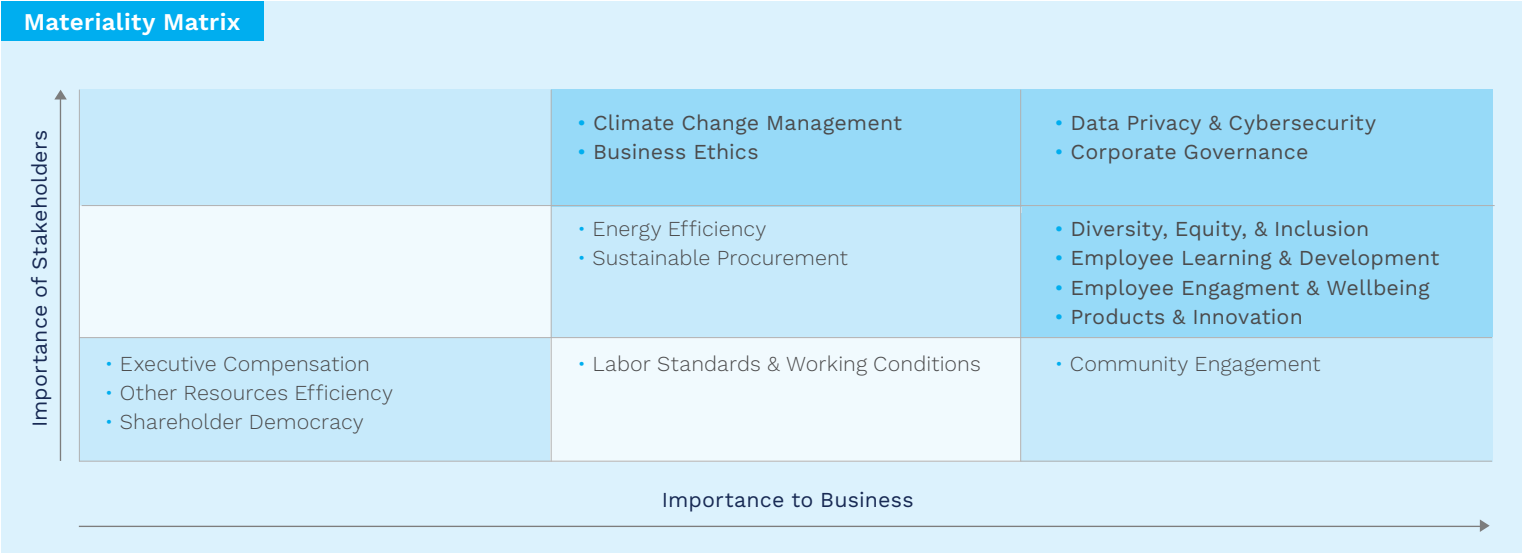 Materiality Matrix
Importance of Stakeholders
• Climate Change Management
• Business Ethics
• Data Privacy & Cybersecurity
• Corporate Governance
• Energy Efficiency
• Sustainable Procurement
• Diversity, Equity, & Inclusion
• Employee Learning & Development
• Employee Engagment & Wellbeing
• Products & Innovation
• Executive Compensation
• Other Resources Efficiency
• Shareholder Democracy
• Labor Standards & Working Conditions
• Community Engagement
Importance to Business